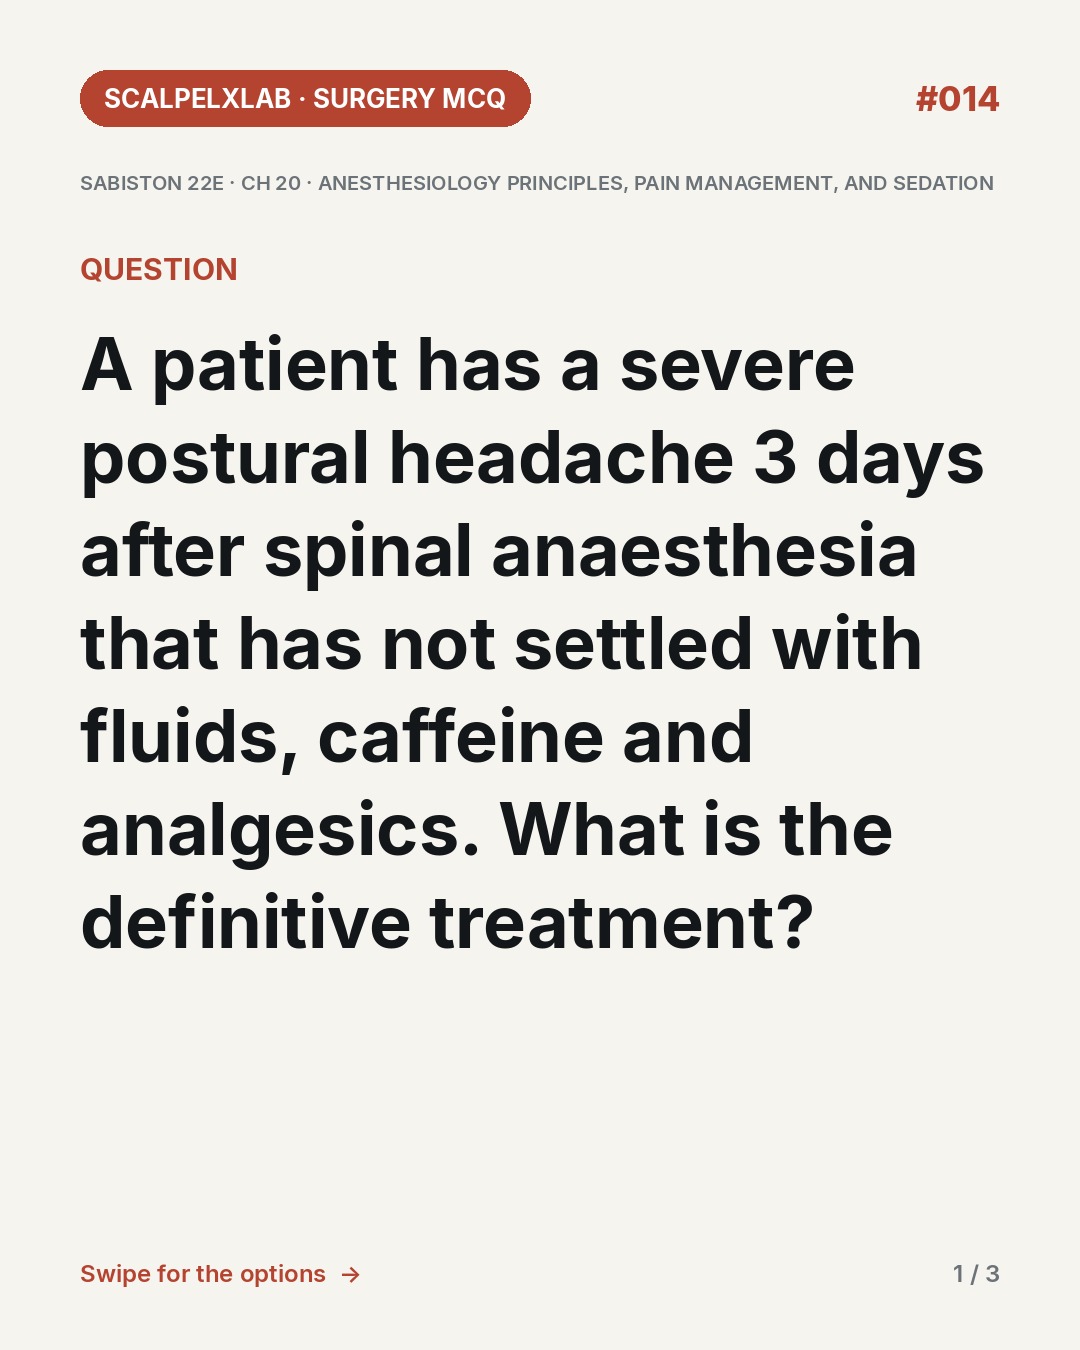 SCALPELXLAB · SURGERY MCQ
#014
SABISTON 22E · CH 20 · ANESTHESIOLOGY PRINCIPLES, PAIN MANAGEMENT, AND SEDATION
QUESTION
A patient has a severe
postural headache 3 days
after spinal anaesthesia
that has not settled with
fluids, caffeine and
analgesics. What is the
definitive treatment?
Swipe for the options →
1 / 3